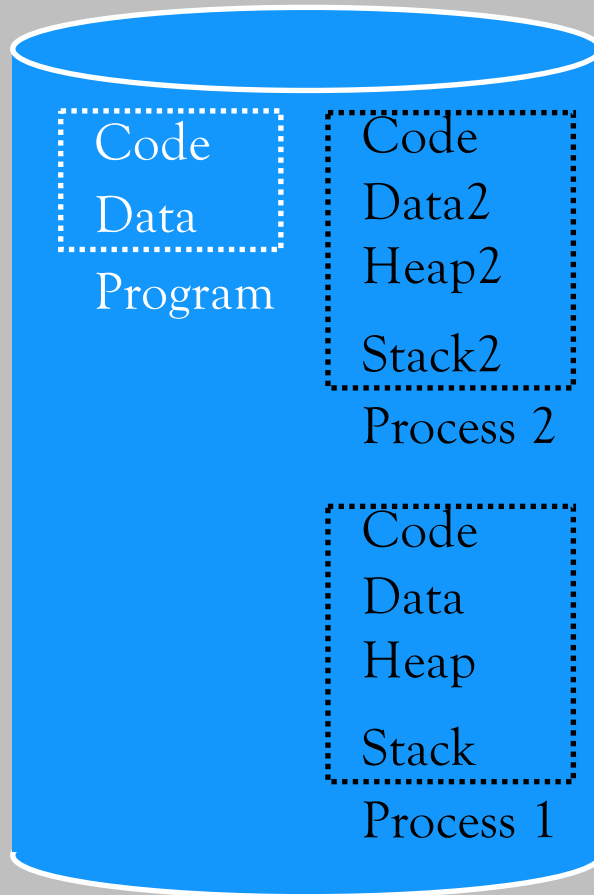 Code
Data
Program
Code
Data2
Heap2
Stack2
Process 2
Code
Data
Heap
Stack
Process 1